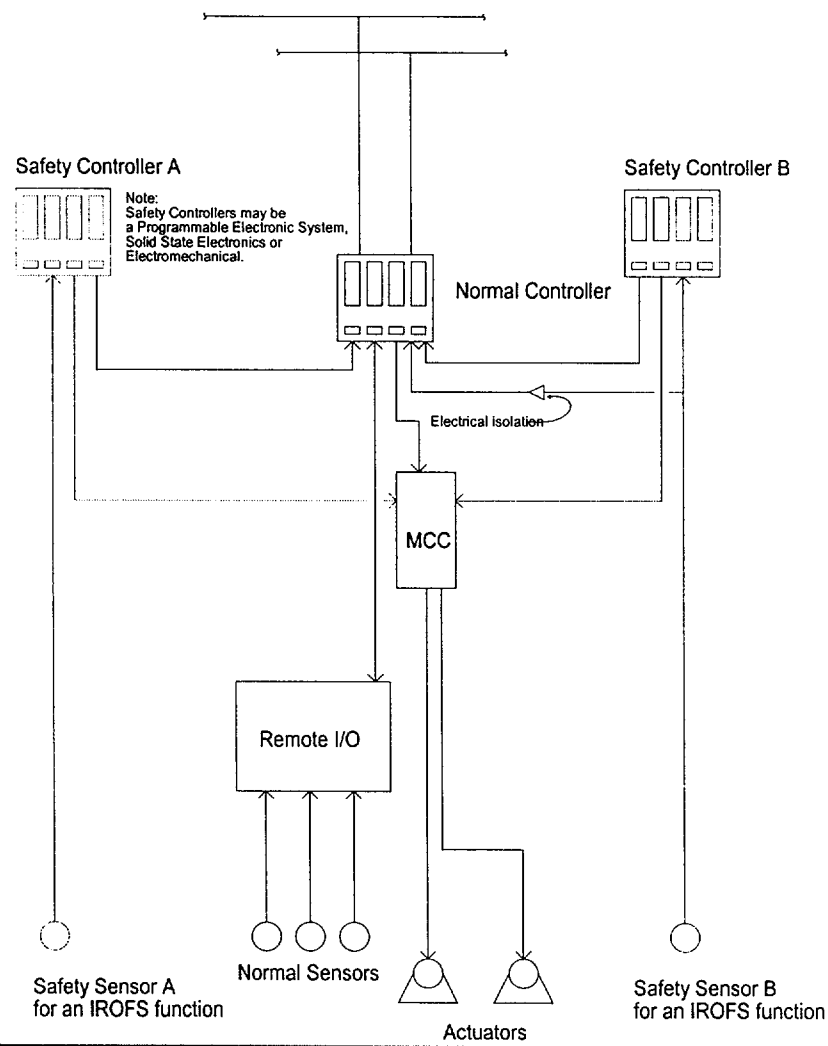 Safety Controller A
Safety Controller B
Note:
Safety Controllers may be
a Programmable Electronic System,
Solid State Electronics or
Electromechanical.
Normal Controller
Electrical isolation
MCC
Remote I/O
Normal Sensors
Safety Sensor A
for an IROFS function
Safety Sensor B
for an IROFS function
Actuators